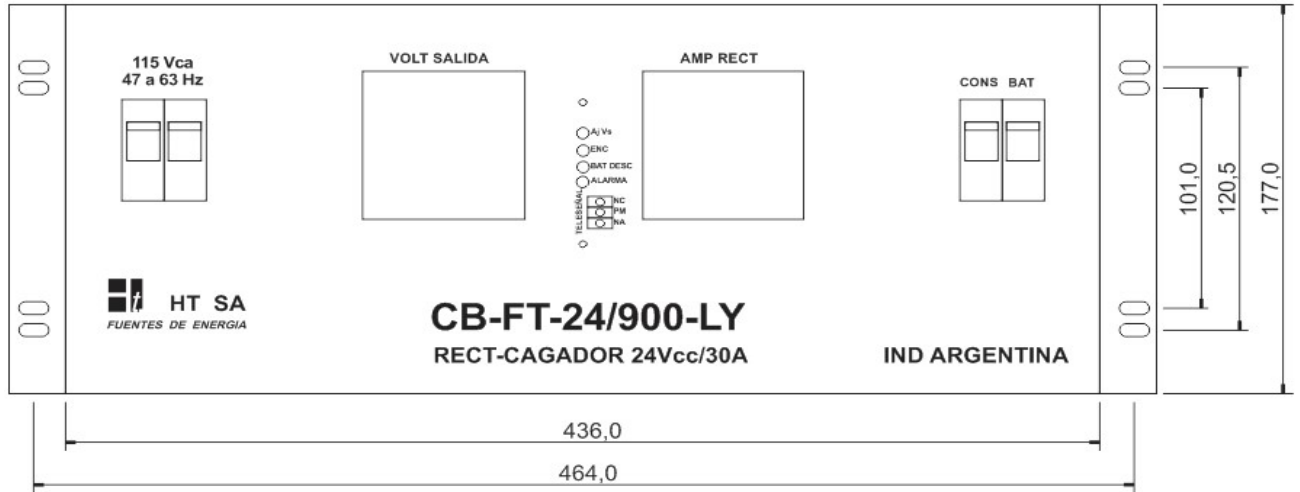 115 Vca
47 a 63 Hz
VOLT SALIDA
AMP RECT
CONS BAT
Aj Vs
ENC
BAT DESC
ALARMA
TELESEÑAL
NC
PM
NA
101,0
120,5
177,0
t HT SA
FUENTES DE ENERGIA
CB-FT-24/900-LY
RECT-CAGADOR 24Vcc/30A
IND ARGENTINA
436,0
464,0